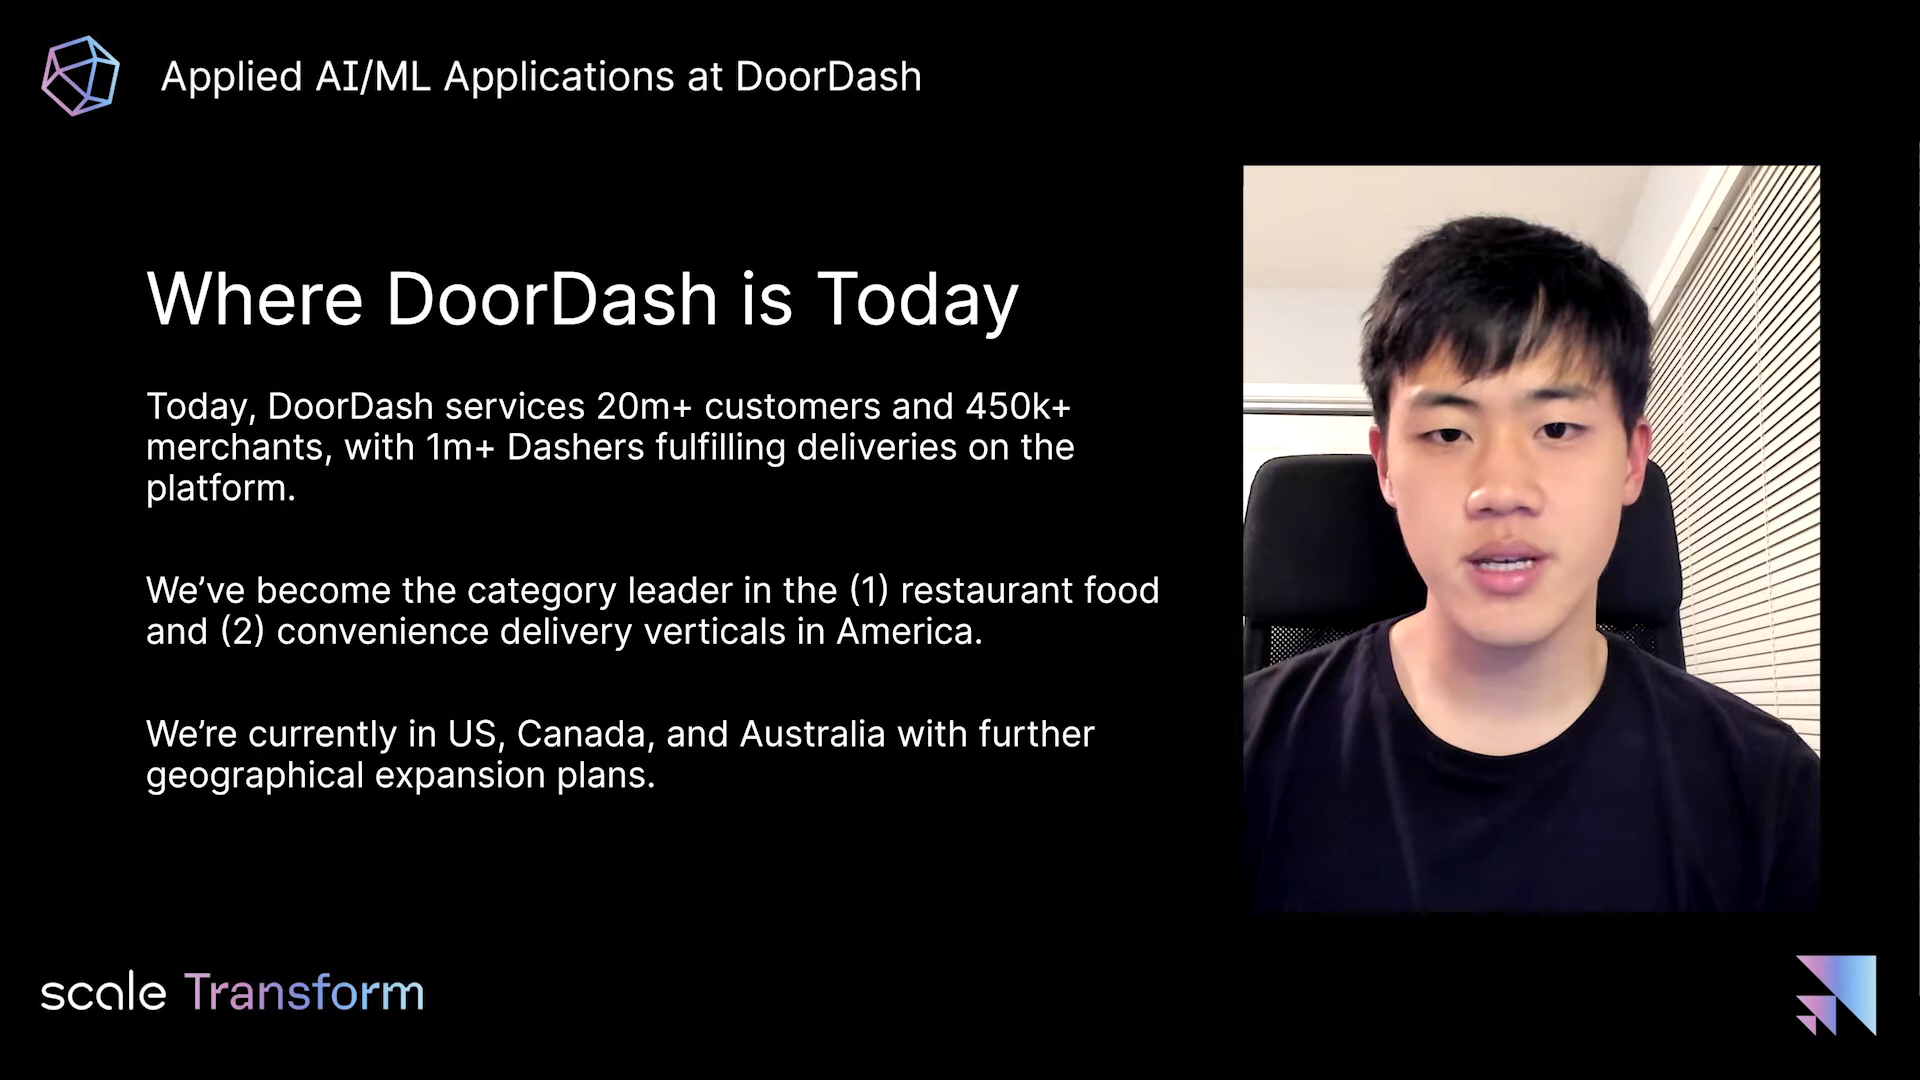 Applied AI/ML Applications at DoorDash
Where DoorDash is Today
Today, DoorDash services 20m+ customers and 450k+
merchants, with 1m+ Dashers fulfilling deliveries on the
platform.
We’ve become the category leader in the (1) restaurant food
and (2) convenience delivery verticals in America.
We’re currently in US, Canada, and Australia with further
geographical expansion plans.
scale Transform